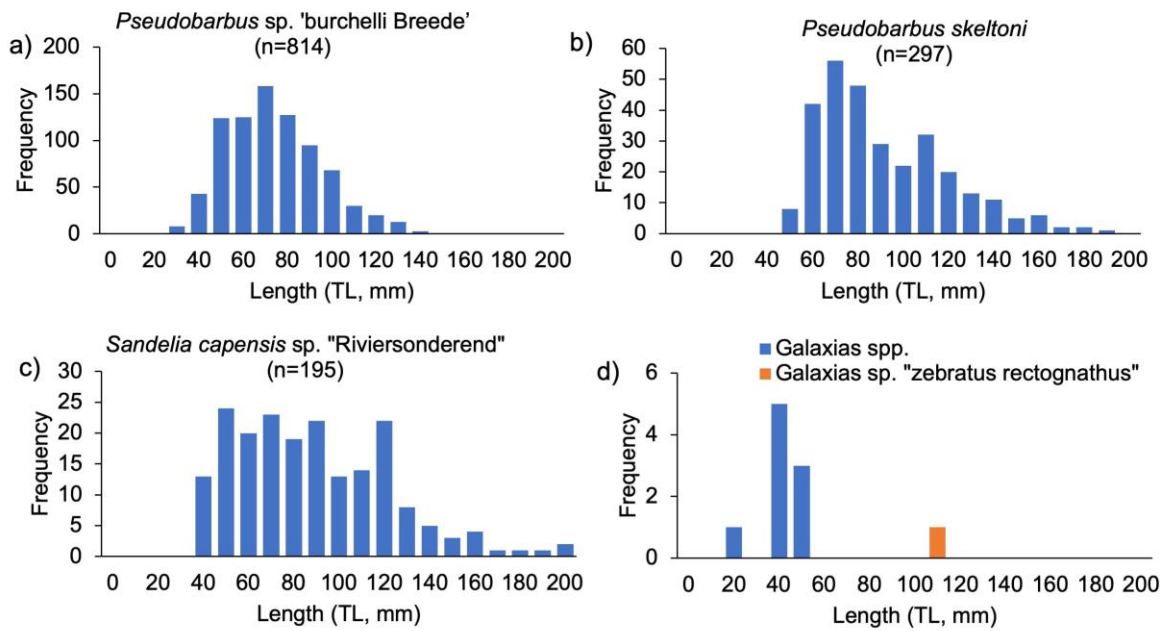 a)
Pseudobarbus sp. 'burchelli Breede'
(n=814)
Frequency
200
150
100
50
0
0 20 40 60 80 100 120 140 160 180 200
Length (TL, mm)
b)
Pseudobarbus skeltoni
(n=297)
Frequency
60
50
40
30
20
10
0
0 20 40 60 80 100 120 140 160 180 200
Length (TL, mm)
c)
Sandelia capensis sp. "Riviersonderend"
(n=195)
Frequency
30
25
20
15
10
5
0
0 20 40 60 80 100 120 140 160 180 200
Length (TL, mm)
d)
Galaxias spp.
Galaxias sp. "zebratus rectognathus"
Frequency
6
4
2
0
0 20 40 60 80 100 120 140 160 180 200
Length (TL, mm)